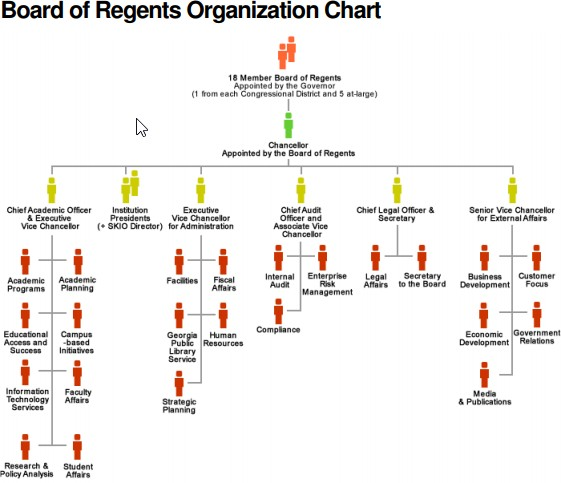 Board of Regents Organization Chart
18 Member Board of Regents
Appointed by the Governor
(1 from each Congressional District and 5 at-large)
Chancellor
Appointed by the Board of Regents
Chief Academic Officer
& Executive
Vice Chancellor
Institution
Presidents
(+ SKIO Director)
Executive
Vice Chancellor
for Administration
Chief Audit
Officer and
Associate Vice
Chancellor
Chief Legal Officer &
Secretary
Senior Vice Chancellor
for External Affairs
Academic
Programs
Academic
Planning
Educational
Access and
Success
Campus
-based
Initiatives
Information
Technology
Services
Faculty
Affairs
Research &
Policy Analysis
Student
Affairs
Facilities
Fiscal
Affairs
Georgia
Public
Library
Service
Human
Resources
Strategic
Planning
Internal
Audit
Enterprise
Risk
Management
Compliance
Legal
Affairs
Secretary
to the Board
Business
Development
Customer
Focus
Economic
Development
Government
Relations
Media
& Publications